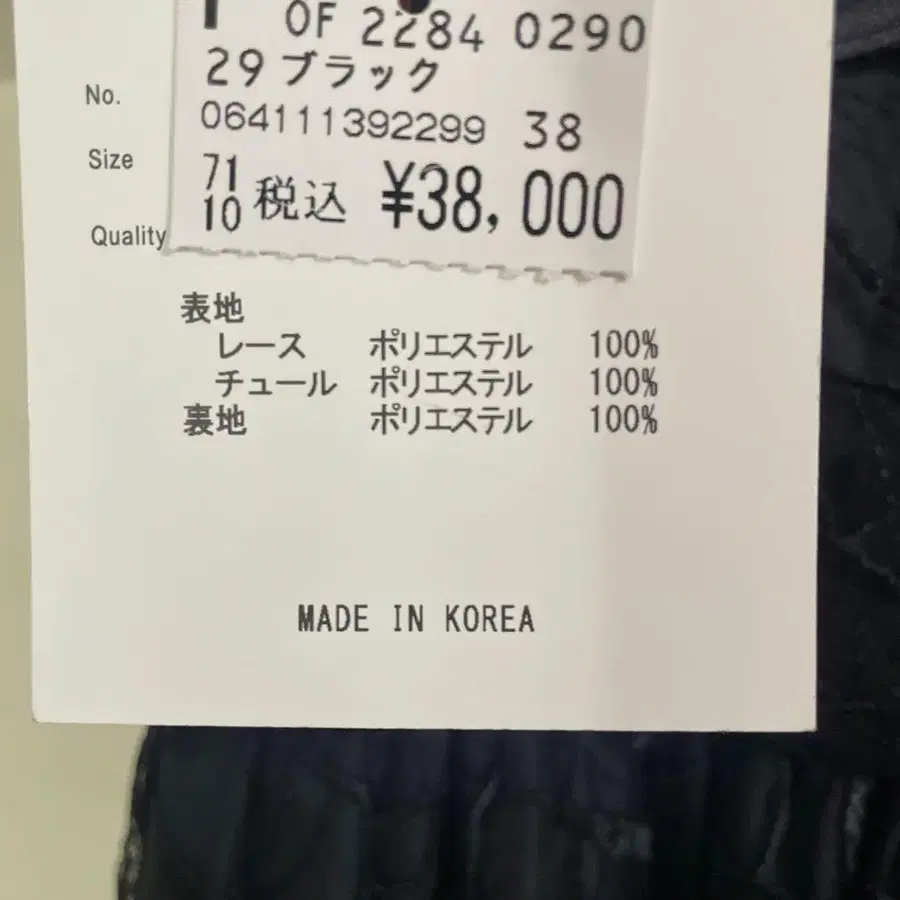 OF 2284 0290
29 ブラック
No.
064111392299 38
Size
71
10 税込 ¥38,000
Quality
表地
レース ポリエステル 100%
チュール ポリエステル 100%
裏地 ポリエステル 100%
MADE IN KOREA